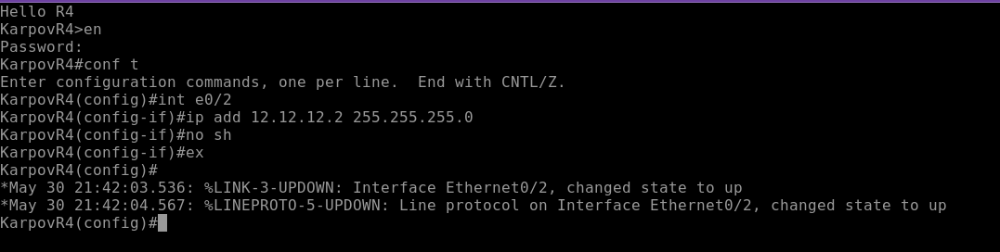 Hello R4
KarpovR4>en
Password:
KarpovR4#conf t
Enter configuration commands, one per line.  End with CNTL/Z.
KarpovR4(config)#int e0/2
KarpovR4(config-if)#ip add 12.12.12.2 255.255.255.0
KarpovR4(config-if)#no sh
KarpovR4(config-if)#ex
KarpovR4(config)#
*May 30 21:42:03.536: %LINK-3-UPDOWN: Interface Ethernet0/2, changed state to up
*May 30 21:42:04.567: %LINEPROTO-5-UPDOWN: Line protocol on Interface Ethernet0/2, changed state to up
KarpovR4(config)#